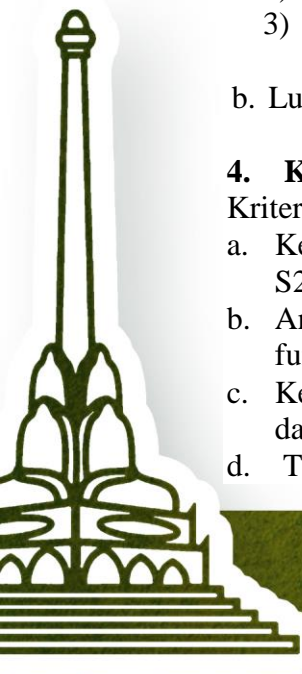 3)
b. Lu
4. K
Kriter
a. Ke
S2
b. Ar
fu
c. Ke
da
d. T